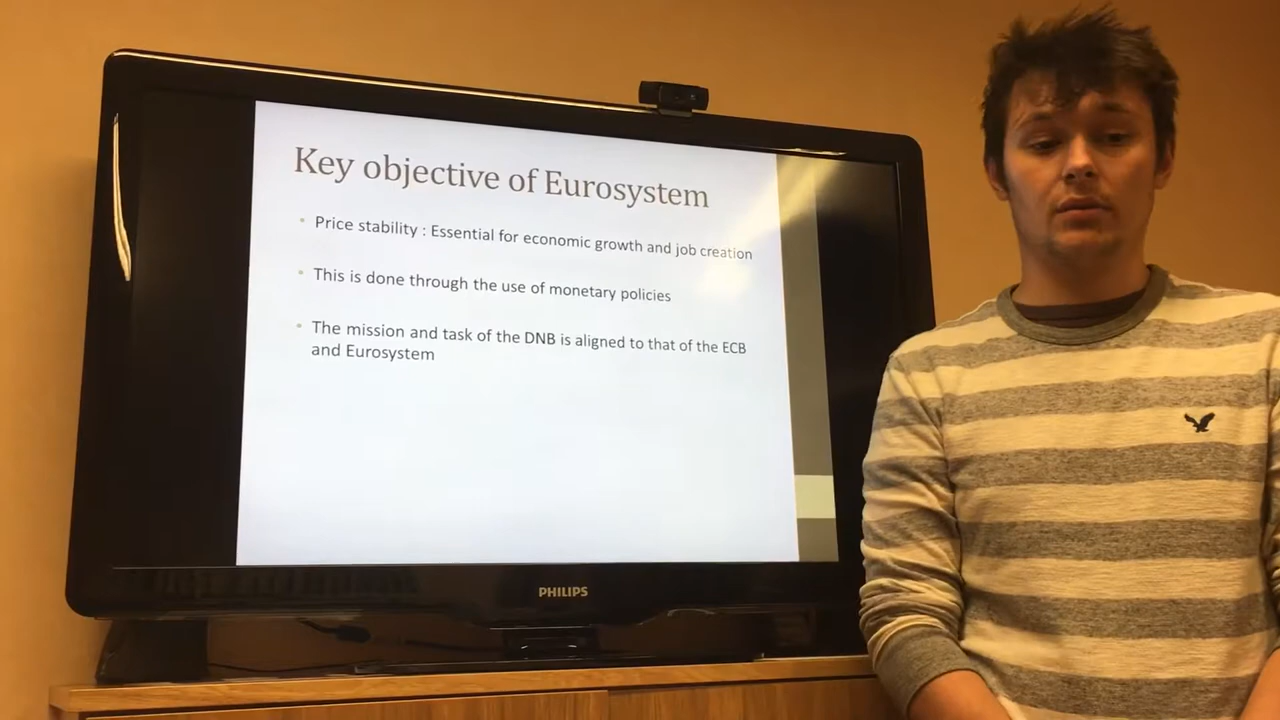 Key objective of Eurosystem
Price stability : Essential for economic growth and job creation
This is done through the use of monetary policies
The mission and task of the DNB is aligned to that of the ECB
and Eurosystem
PHILIPS